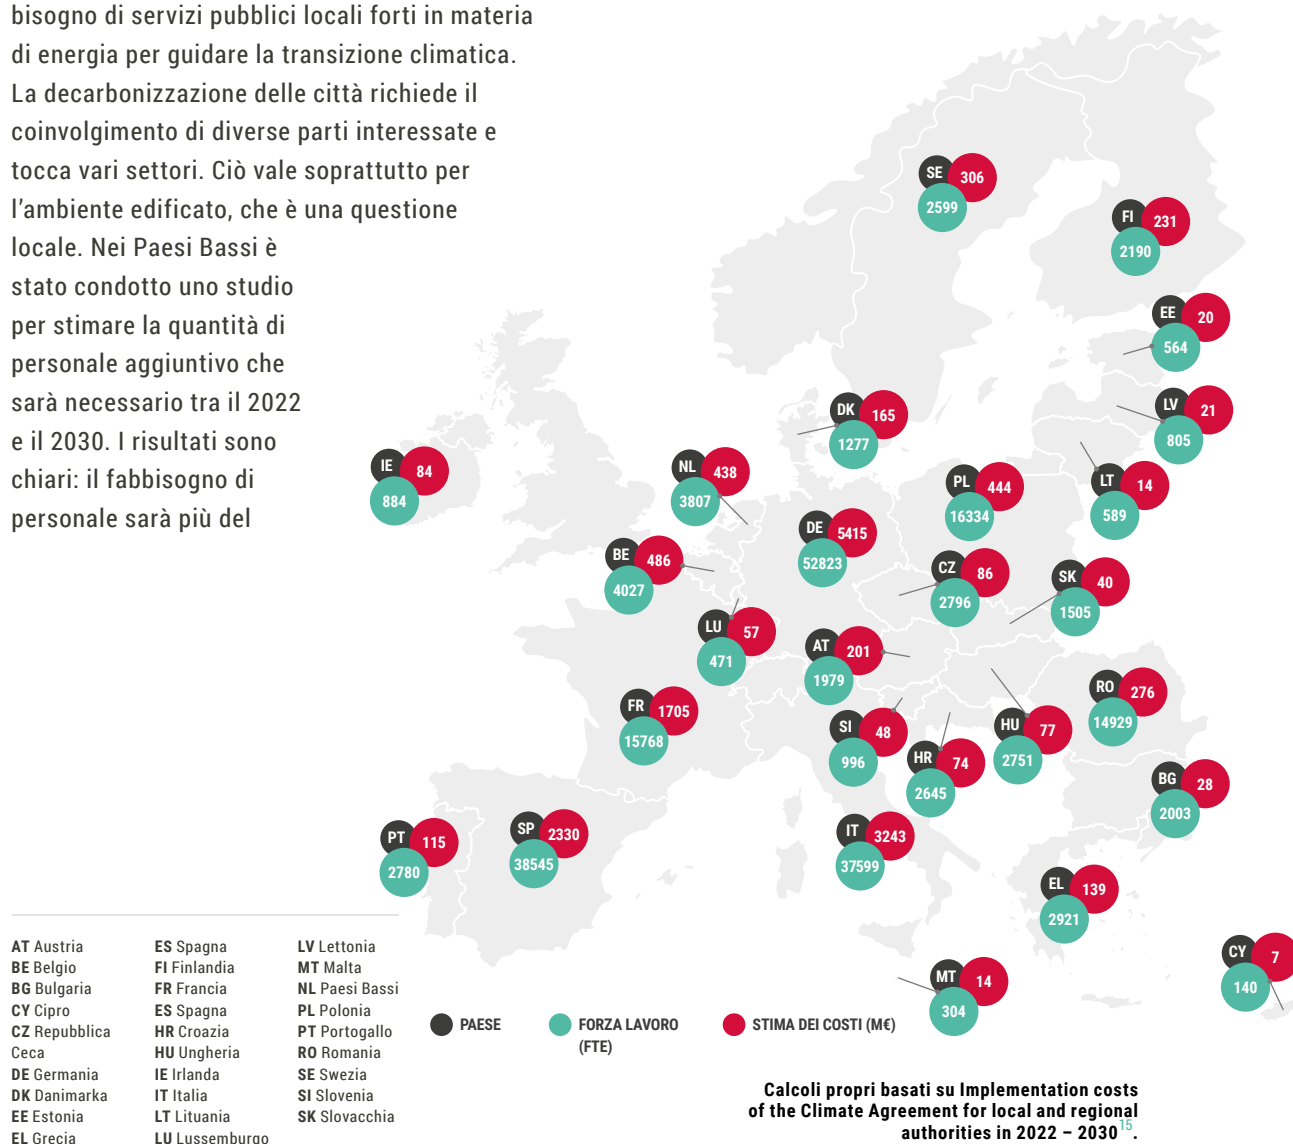 bisogno di servizi pubblici locali forti in materia
di energia per guidare la transizione climatica.
La decarbonizzazione delle città richiede il
coinvolgimento di diverse parti interessate e
tocca vari settori. Ciò vale soprattutto per
l'ambiente edificato, che è una questione
locale. Nei Paesi Bassi è
stato condotto uno studio
per stimare la quantità di
personale aggiuntivo che
sarà necessario tra il 2022
e il 2030. I risultati sono
chiari: il fabbisogno di
personale sarà più del
SE 306
2599
FI 231
2190
EE 20
564
LV 21
805
DK 165
1277
IE 84
884
NL 438
3807
PL 444
16334
LT 14
589
DE 5415
52823
BE 486
4027
CZ 86
2796
SK 40
1505
LU 57
471
AT 201
1979
RO 276
14929
FR 1705
15768
SI 48
996
HU 77
2751
HR 74
2645
BG 28
2003
PT 115
2780
SP 2330
38545
IT 3243
37599
EL 139
2921
CY 7
140
MT 14
304
AT Austria
BE Belgio
BG Bulgaria
CY Cipro
CZ Repubblica
Ceca
DE Germania
DK Danimarka
EE Estonia
EL Grecia
ES Spagna
FI Finlandia
FR Francia
ES Spagna
HR Croazia
HU Ungheria
IE Irlanda
IT Italia
LT Lituania
LU Lussemburgo
LV Lettonia
MT Malta
NL Paesi Bassi
PL Polonia
PT Portogallo
RO Romania
SE Swezia
SI Slovenia
SK Slovacchia
PAESE
FORZA LAVORO
(FTE)
STIMA DEI COSTI (M€)
Calcoli propri basati su Implementation costs
of the Climate Agreement for local and regional
authorities in 2022 – 2030 15.